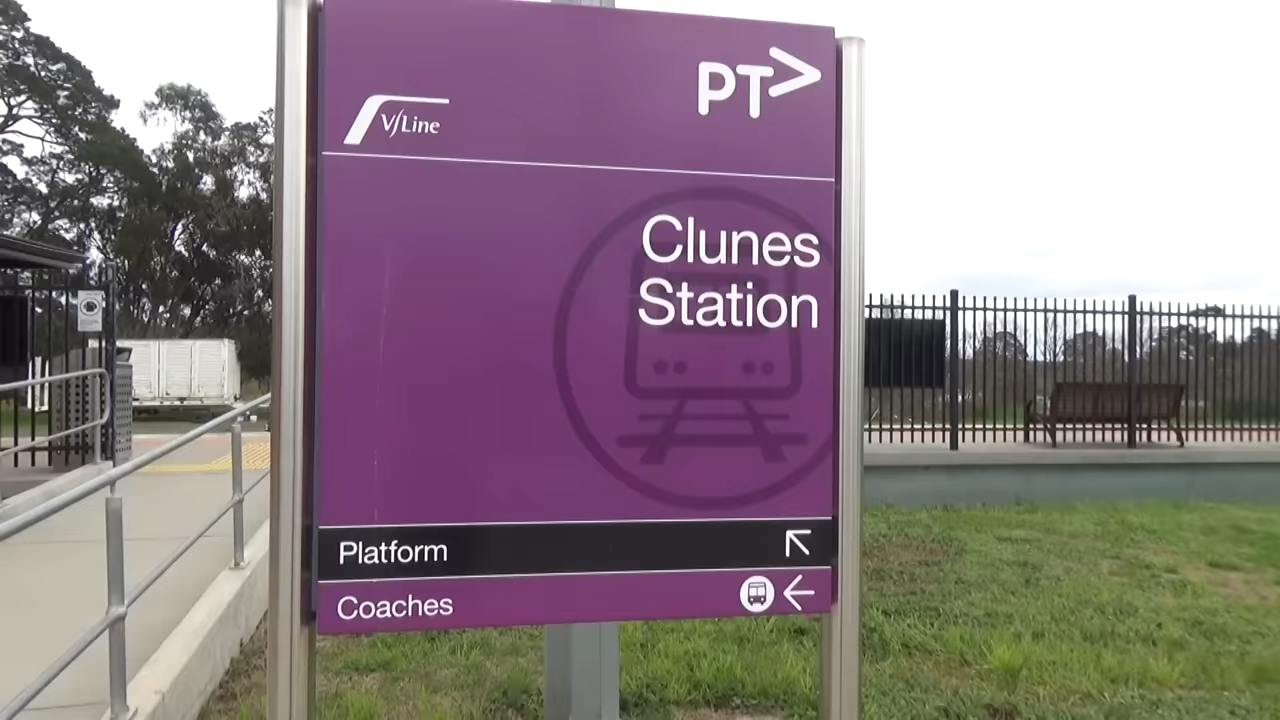 PT>
V/Line
Clunes
Station
Platform
Coaches